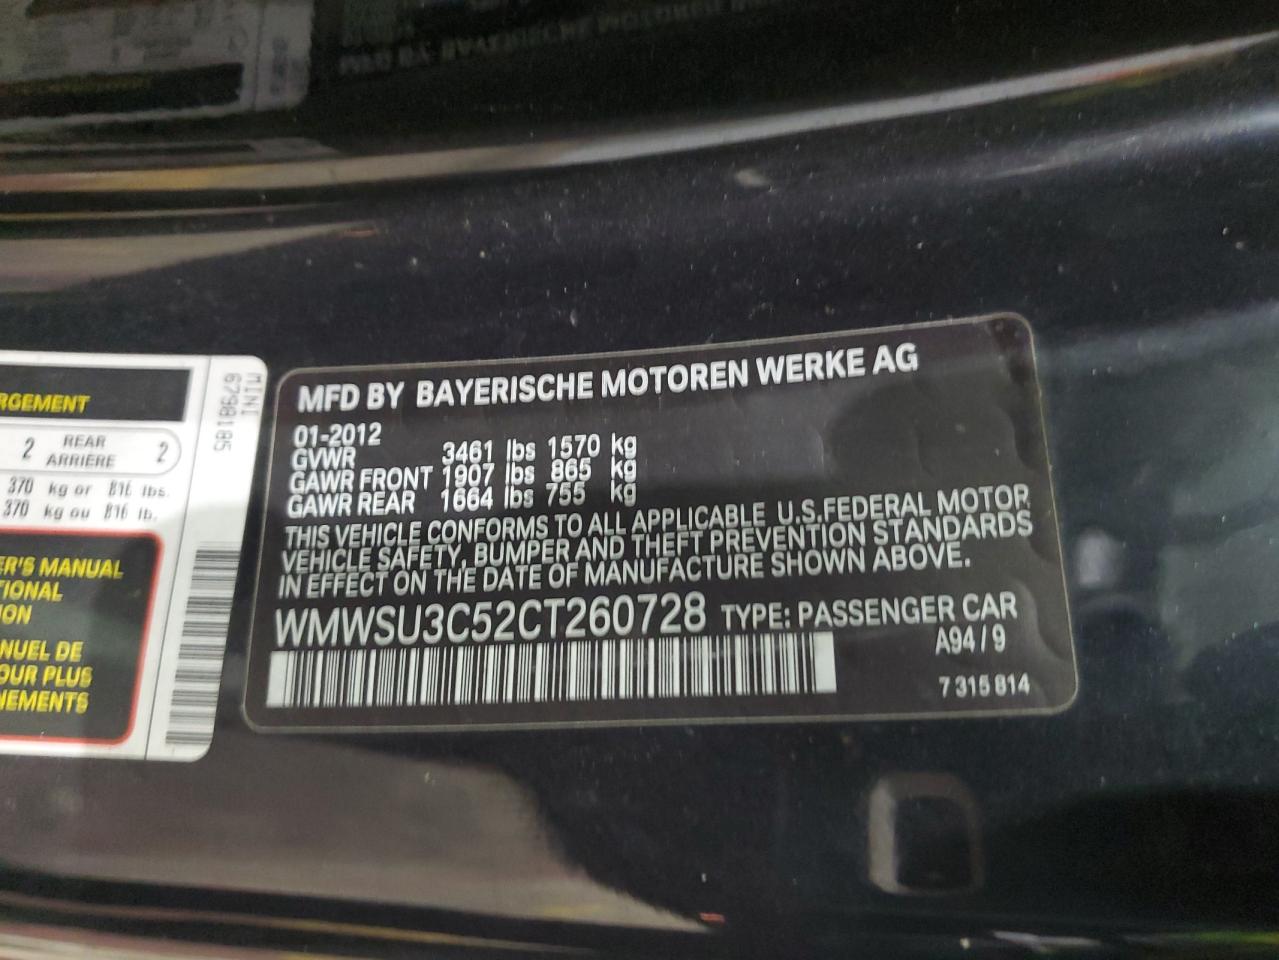 RGEMENT
2 REAR 2
ARRIÈRE
370 kg or 816 lbs.
370 kg ou 816 lb.
ER'S MANUAL
TIONAL
ION
NUEL DE
OUR PLUS
NEMENTS
MINI
6798185
MFD BY BAYERISCHE MOTOREN WERKE AG
01-2012
GVWR 3461 lbs 1570 kg
GAWR FRONT 1907 lbs 865 kg
GAWR REAR 1664 lbs 755 kg
THIS VEHICLE CONFORMS TO ALL APPLICABLE U.S.FEDERAL MOTOR
VEHICLE SAFETY, BUMPER AND THEFT PREVENTION STANDARDS
IN EFFECT ON THE DATE OF MANUFACTURE SHOWN ABOVE.
WMWSU3C52CT260728 TYPE: PASSENGER CAR
A94/9
7 315 814